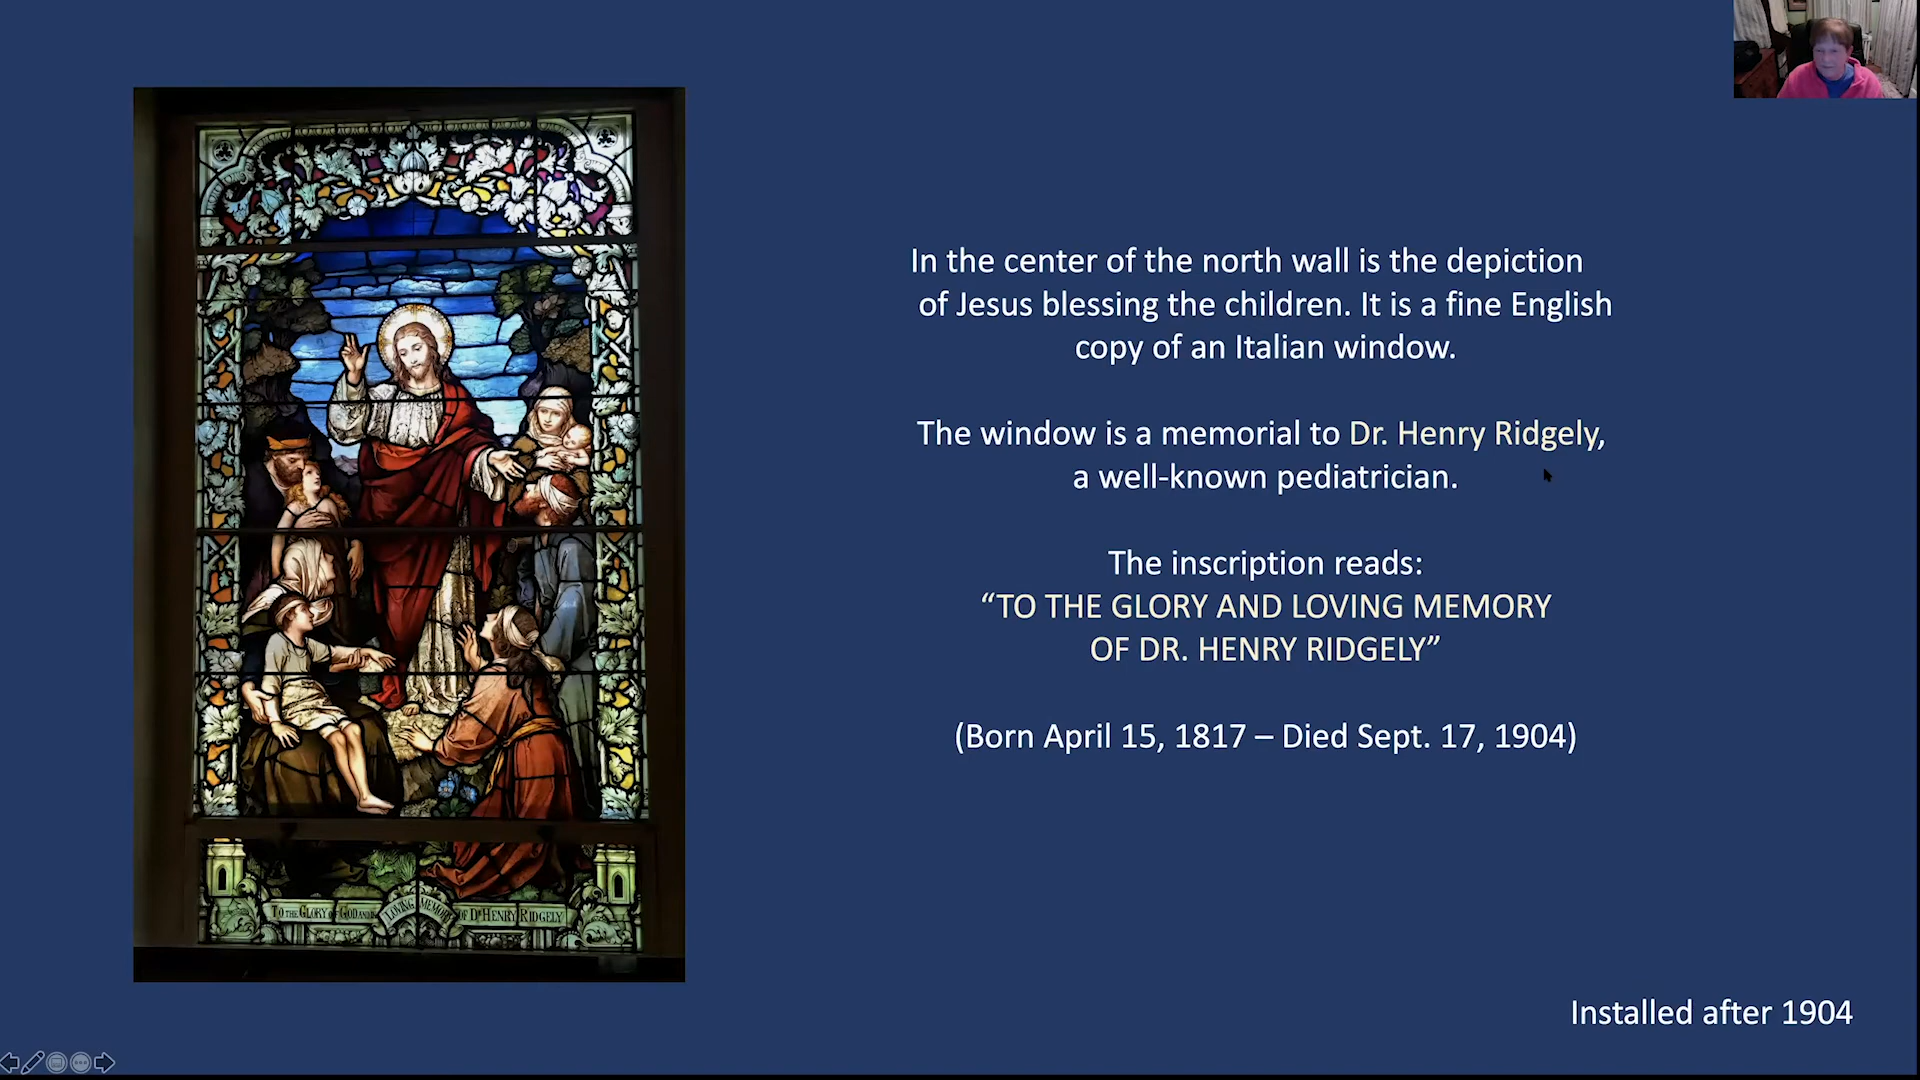 In the center of the north wall is the depiction
of Jesus blessing the children. It is a fine English
copy of an Italian window.
The window is a memorial to Dr. Henry Ridgely,
a well-known pediatrician.
The inscription reads:
“TO THE GLORY AND LOVING MEMORY
OF DR. HENRY RIDGELY”
(Born April 15, 1817 – Died Sept. 17, 1904)
TO THE GLORY OF GOD AND IN LOVING MEMORY OF DR HENRY RIDGELY
Installed after 1904